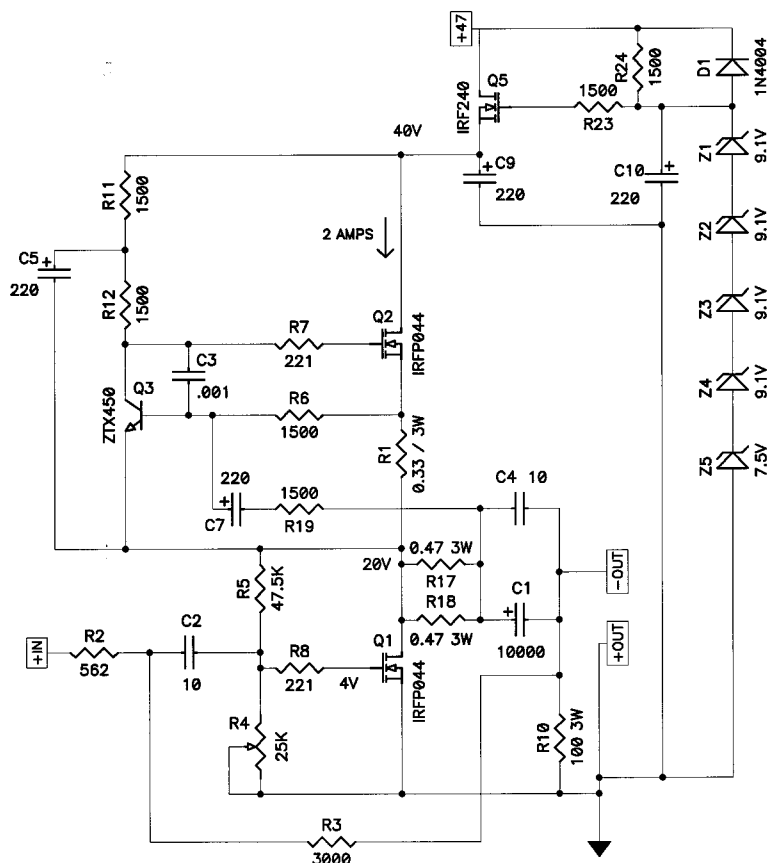 +47
R24
1500
D1
1N4004
Q5
IRF240
1500
R23
Z1
9.1V
40V
C9
220
C10
220
R11
1500
Z2
9.1V
2 AMPS
C5
220
R12
1500
Z3
9.1V
Q2
IRFP044
R7
221
C3
.001
Q3
ZTX450
R6
1500
Z4
9.1V
R1
0.33 / 3W
Z5
7.5V
C4 10
220
C7
1500
R19
20V
0.47 3W
R17
R18
0.47 3W
C1
10000
-OUT
+OUT
R5
47.5K
+IN
R2
562
C2
10
R8
221
4V
Q1
IRFP044
R4
25K
R10
100 3W
R3
3000